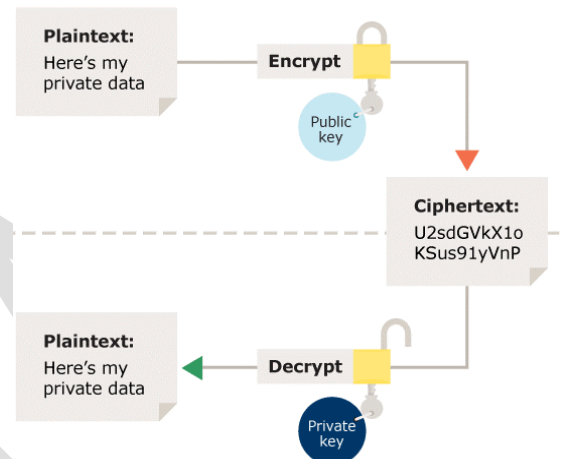 Plaintext:
Here's my
private data
Encrypt
Public
key
Ciphertext:
U2sdGVkX1o
KSus91yVnP
Plaintext:
Here's my
private data
Decrypt
Private
key